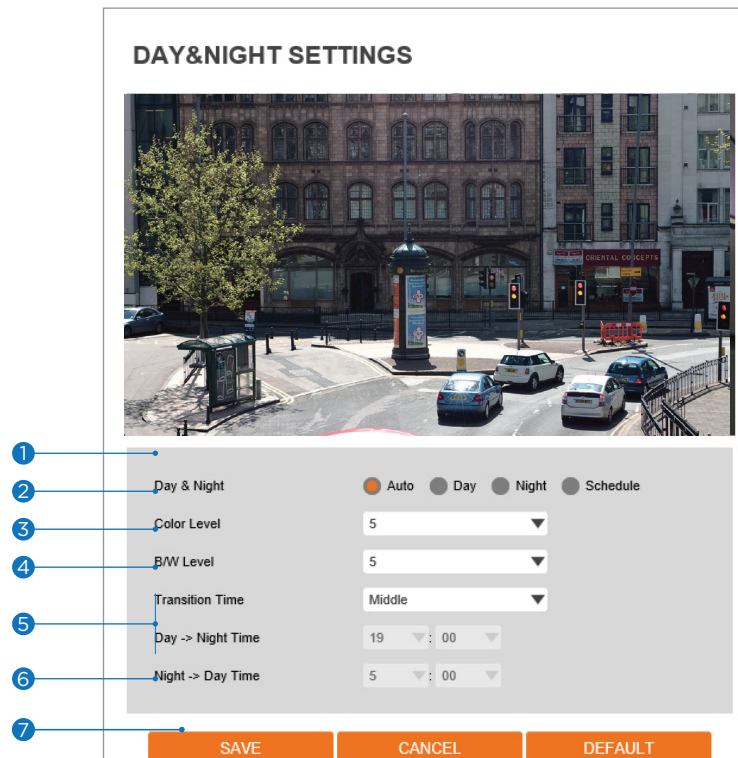 DAY&NIGHT SETTINGS
ORIENTAL CONCEPTS
1
2 Day & Night Auto Day Night Schedule
3 Color Level 5
4 B/W Level 5
Transition Time Middle
5 Day -> Night Time 19 : 00
6 Night -> Day Time 5 : 00
7
SAVE CANCEL DEFAULT